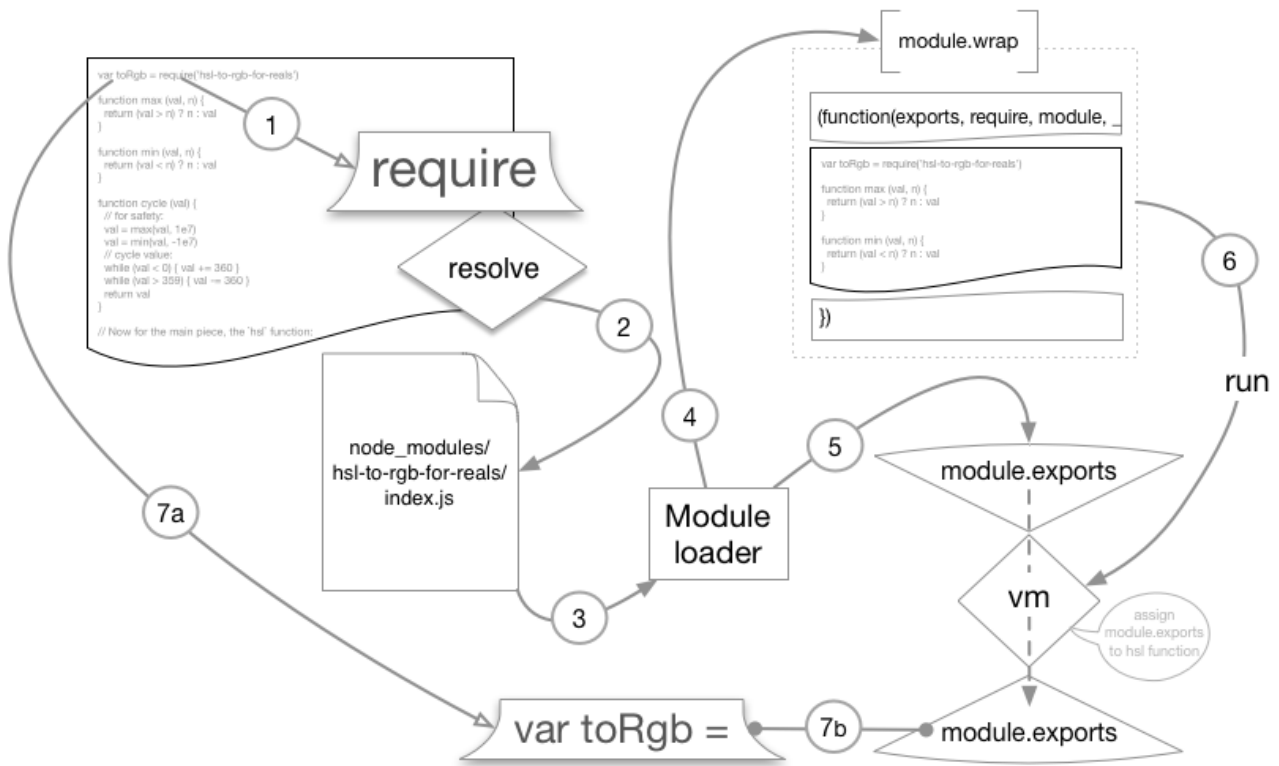 var toRgb = require('hsl-to-rgb-for-reals')
function max (val, n) {
return (val > n) ? n : val
}
function min (val, n) {
return (val < n) ? n : val
}
function cycle (val) {
// for safety:
val = max(val, 1e7)
val = min(val, -1e7)
// cycle value:
while (val < 0) { val += 360 }
while (val > 359) { val -= 360 }
return val
}
// Now for the main piece, the `hsl` function:
1
require
resolve
2
node_modules/
hsl-to-rgb-for-reals/
index.js
3
Module
loader
4
module.wrap
(function(exports, require, module, _
var toRgb = require('hsl-to-rgb-for-reals')
function max (val, n) {
return (val > n) ? n : val
}
function min (val, n) {
return (val < n) ? n : val
}
})
5
module.exports
6
run
vm
assign
module.exports
to hsl function
module.exports
7a
var toRgb =
7b